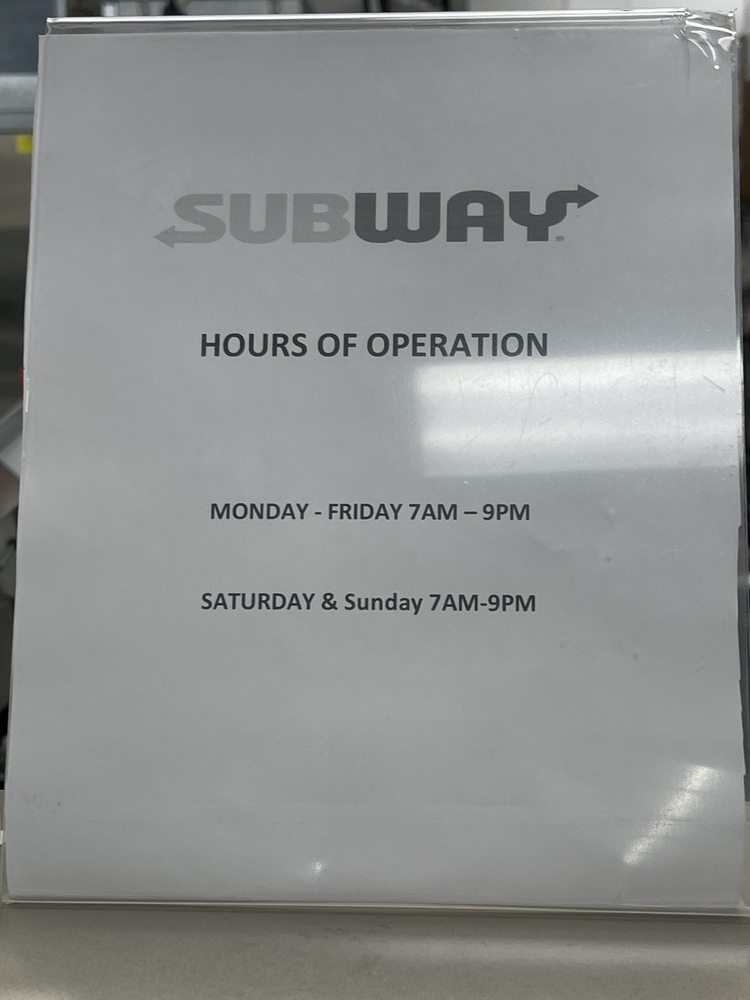 SUBWAY
HOURS OF OPERATION
MONDAY - FRIDAY 7AM – 9PM
SATURDAY & Sunday 7AM-9PM